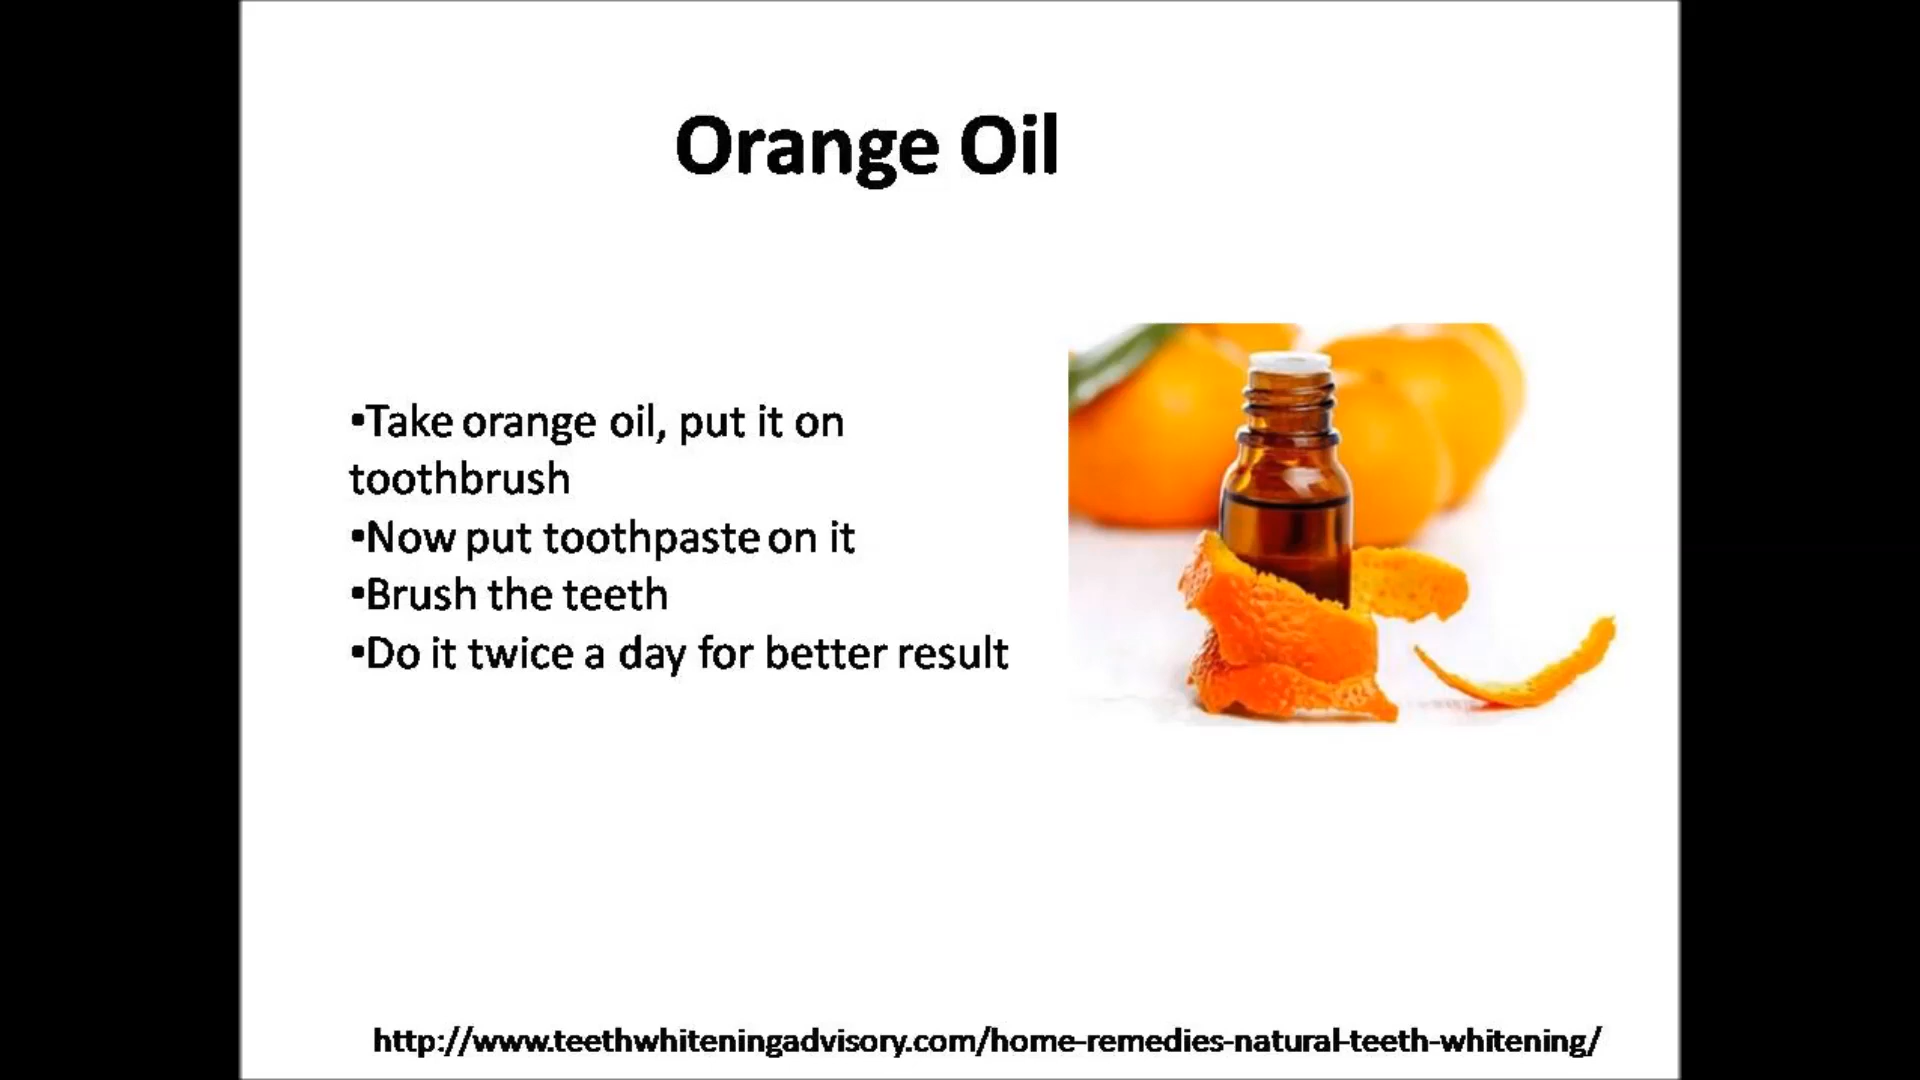 Orange Oil
•Take orange oil, put it on
toothbrush
•Now put toothpaste on it
•Brush the teeth
•Do it twice a day for better result
http://www.teethwhiteningadvisory.com/home-remedies-natural-teeth-whitening/